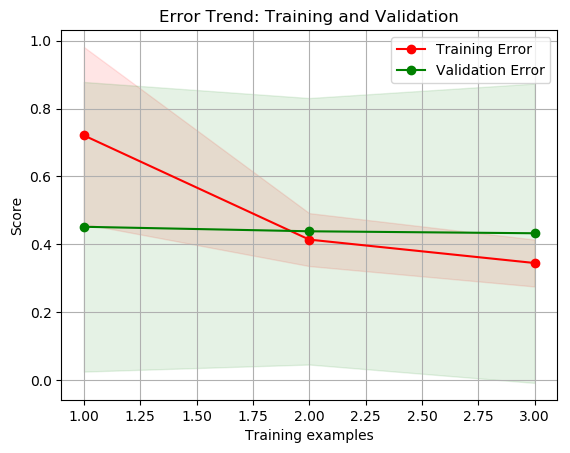 Error Trend: Training and Validation
Training Error
Validation Error
1.0
0.8
0.6
0.4
0.2
0.0
Score
1.00 1.25 1.50 1.75 2.00 2.25 2.50 2.75 3.00
Training examples